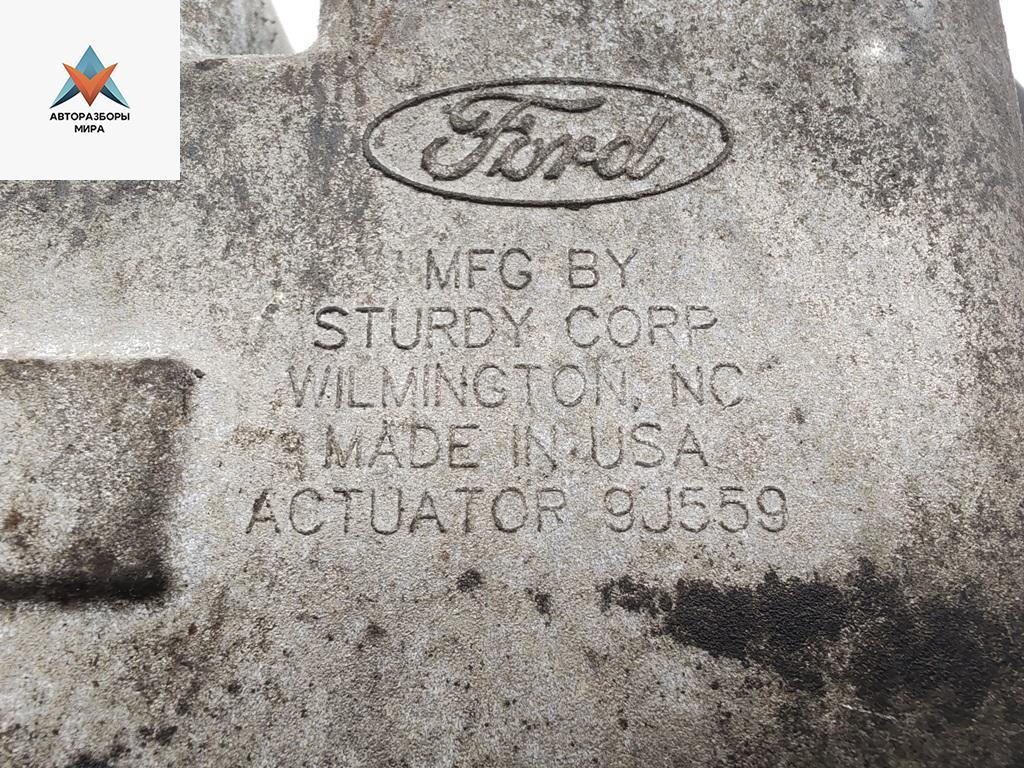 АВТОРАЗБОРЫ
МИРА
Ford
MFG BY
STURDY CORP
WILMINGTON, NC
MADE IN USA
ACTUATOR 9J559